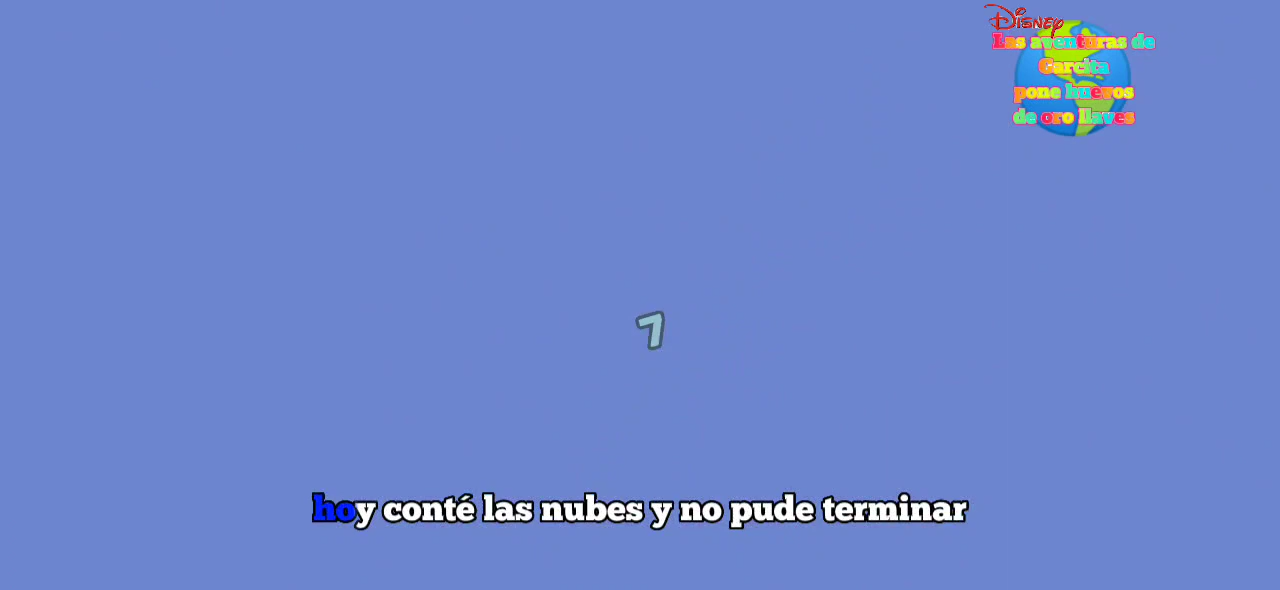 Disney
Las aventuras de
Garcita
pone huevos
de oro llaves
7
hoy conté las nubes y no pude terminar